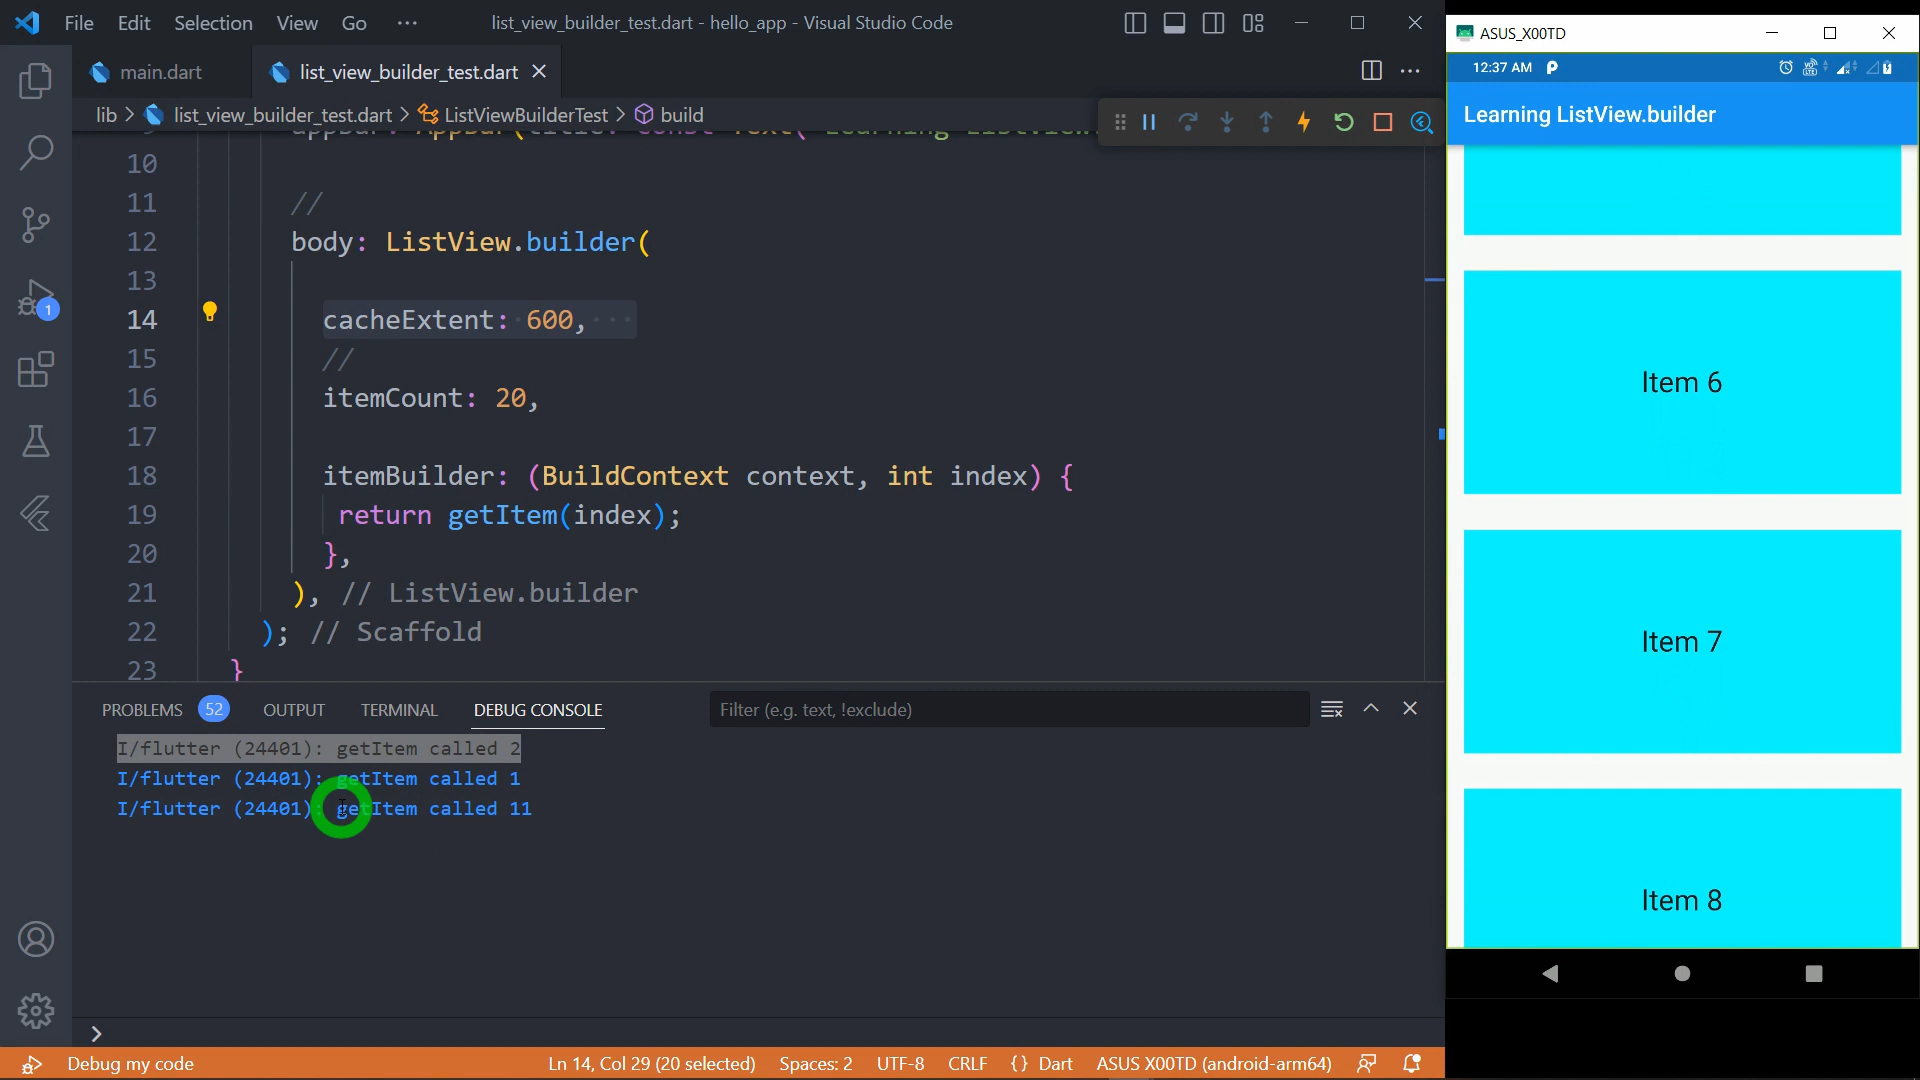 File Edit Selection View Go ··· list_view_builder_test.dart - hello_app - Visual Studio Code
main.dart list_view_builder_test.dart
lib > list_view_builder_test.dart > ListViewBuilderTest > build
10
11 //
12 body: ListView.builder(
13
14 cacheExtent: 600,
15 //
16 itemCount: 20,
17
18 itemBuilder: (BuildContext context, int index) {
19 return getItem(index);
20 },
21 ), // ListView.builder
22 ); // Scaffold
23 }
1
PROBLEMS 52 OUTPUT TERMINAL DEBUG CONSOLE Filter (e.g. text, !exclude)
I/flutter (24401): getItem called 2
I/flutter (24401): getItem called 1
I/flutter (24401): getItem called 11
>
Debug my code Ln 14, Col 29 (20 selected) Spaces: 2 UTF-8 CRLF {} Dart ASUS X00TD (android-arm64)
ASUS_X00TD
12:37 AM
Learning ListView.builder
Item 6
Item 7
Item 8